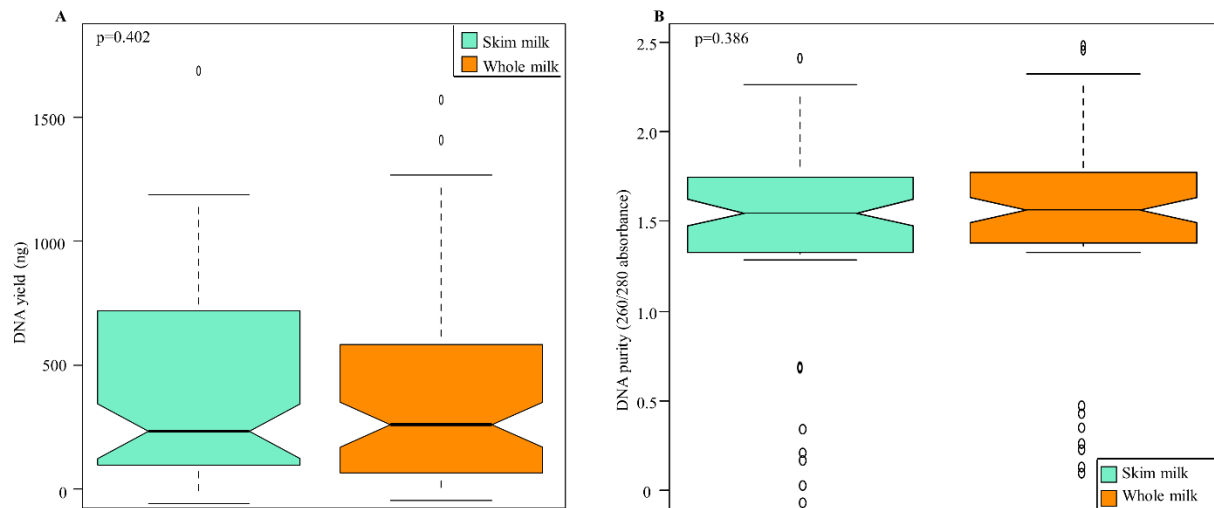 A
p=0.402
Skim milk
Whole milk
1500
1000
500
0
DNA yield (ng)
B
p=0.386
2.5
2.0
1.5
1.0
0.5
0
DNA purity (260/280 absorbance)
Skim milk
Whole milk